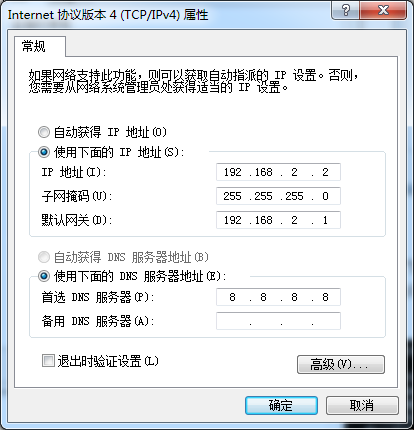 Internet 协议版本 4 (TCP/IPv4) 属性
常规
如果网络支持此功能，则可以获取自动指派的 IP 设置。否则，
您需要从网络系统管理员处获得适当的 IP 设置。
自动获得 IP 地址(O)
使用下面的 IP 地址(S):
IP 地址(I): 192 .168 . 2 . 2
子网掩码(U): 255 .255 .255 . 0
默认网关(D): 192 .168 . 2 . 1
自动获得 DNS 服务器地址(B)
使用下面的 DNS 服务器地址(E):
首选 DNS 服务器(P): 8 . 8 . 8 . 8
备用 DNS 服务器(A): . . .
退出时验证设置(L)
高级(V)...
确定 取消